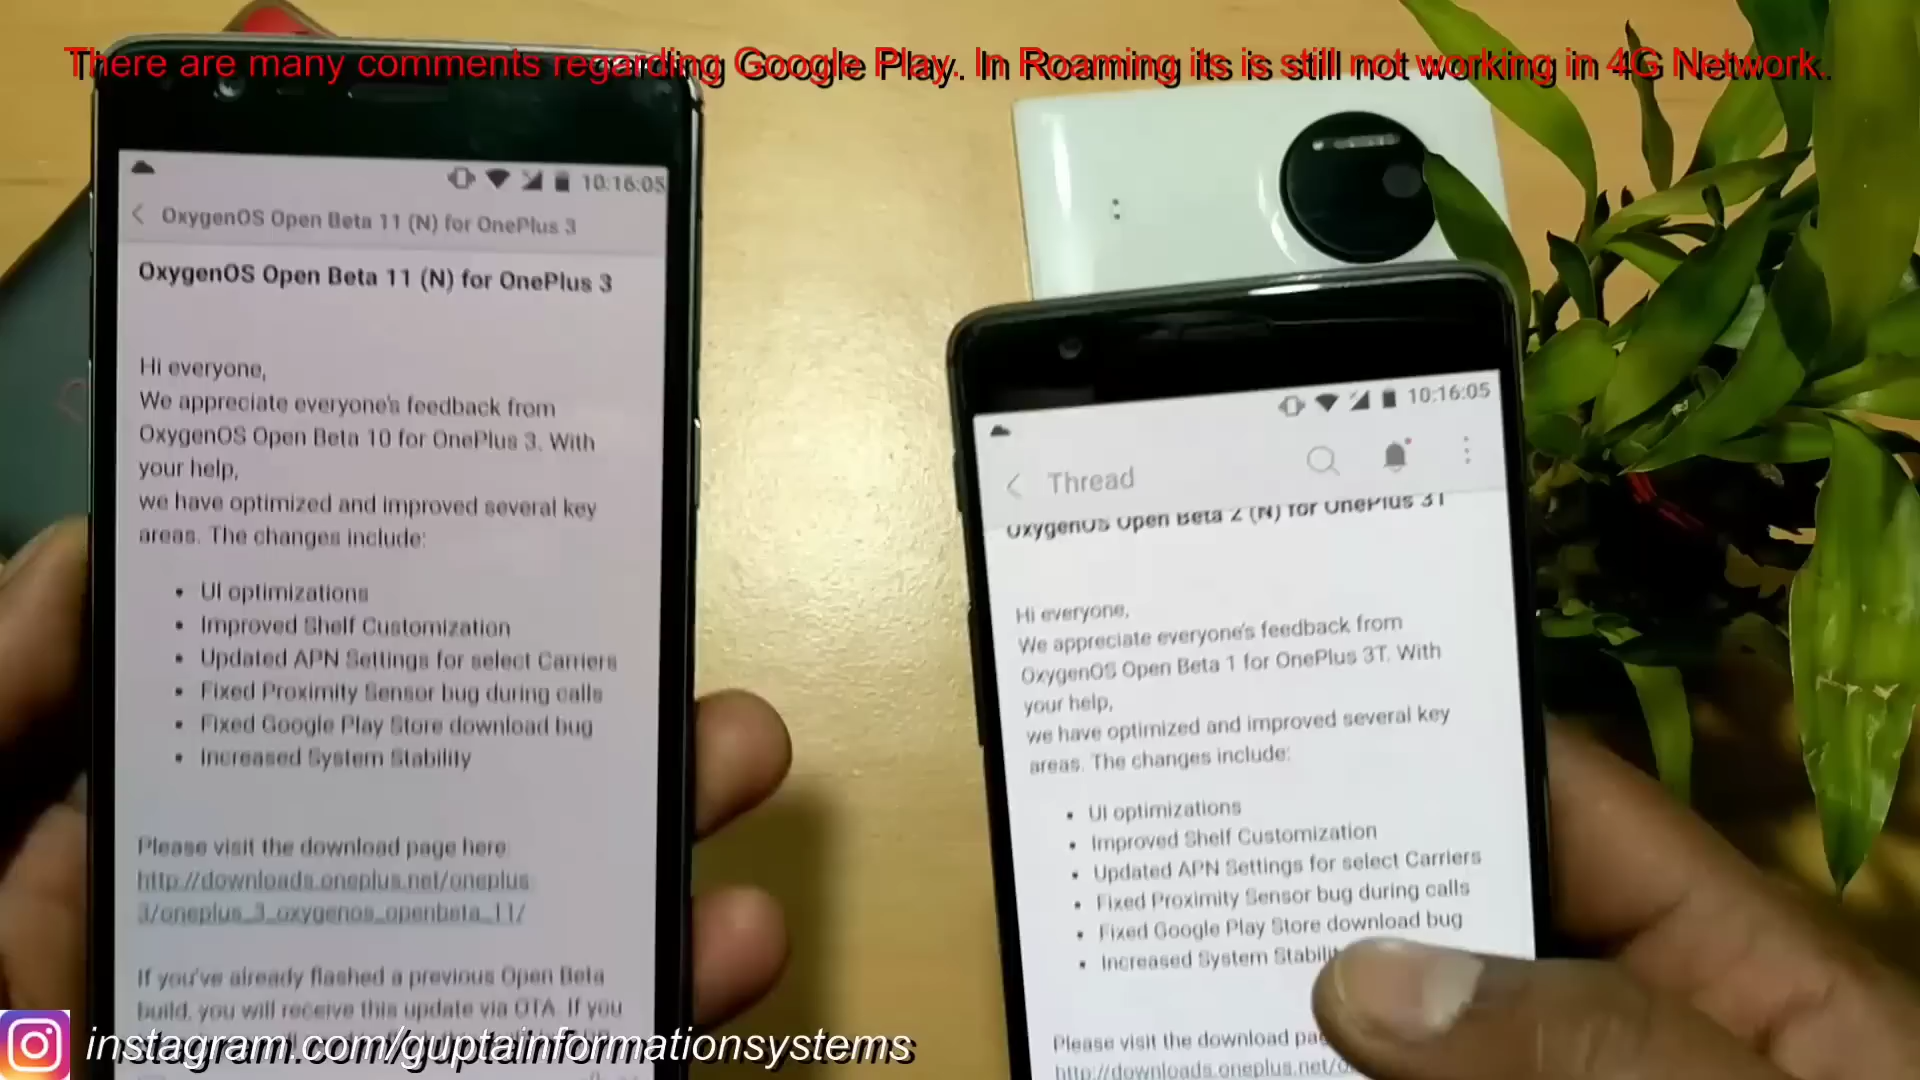 There are many comments regarding Google Play. In Roaming its is still not working in 4G Network.
10:16:05
OxygenOS Open Beta 11 (N) for OnePlus 3
OxygenOS Open Beta 11 (N) for OnePlus 3
Hi everyone,
We appreciate everyone's feedback from
OxygenOS Open Beta 10 for OnePlus 3. With
your help,
we have optimized and improved several key
areas. The changes include:
• UI optimizations
• Improved Shelf Customization
• Updated APN Settings for select Carriers
• Fixed Proximity Sensor bug during calls
• Fixed Google Play Store download bug
• Increased System Stability
Please visit the download page here:
http://downloads.oneplus.net/oneplus
3/oneplus_3_oxygenos_openbeta_11/
If you've already flashed a previous Open Beta
build, you will receive this update via OTA. If you
10:16:05
Thread
OxygenOS Open Beta 2 (N) for OnePlus 3T
Hi everyone,
We appreciate everyone's feedback from
OxygenOS Open Beta 1 for OnePlus 3T. With
your help,
we have optimized and improved several key
areas. The changes include:
• UI optimizations
• Improved Shelf Customization
• Updated APN Settings for select Carriers
• Fixed Proximity Sensor bug during calls
• Fixed Google Play Store download bug
• Increased System Stabili
Please visit the download pa
http://downloads.oneplus.net/o
instagram.com/guptainformationsystems